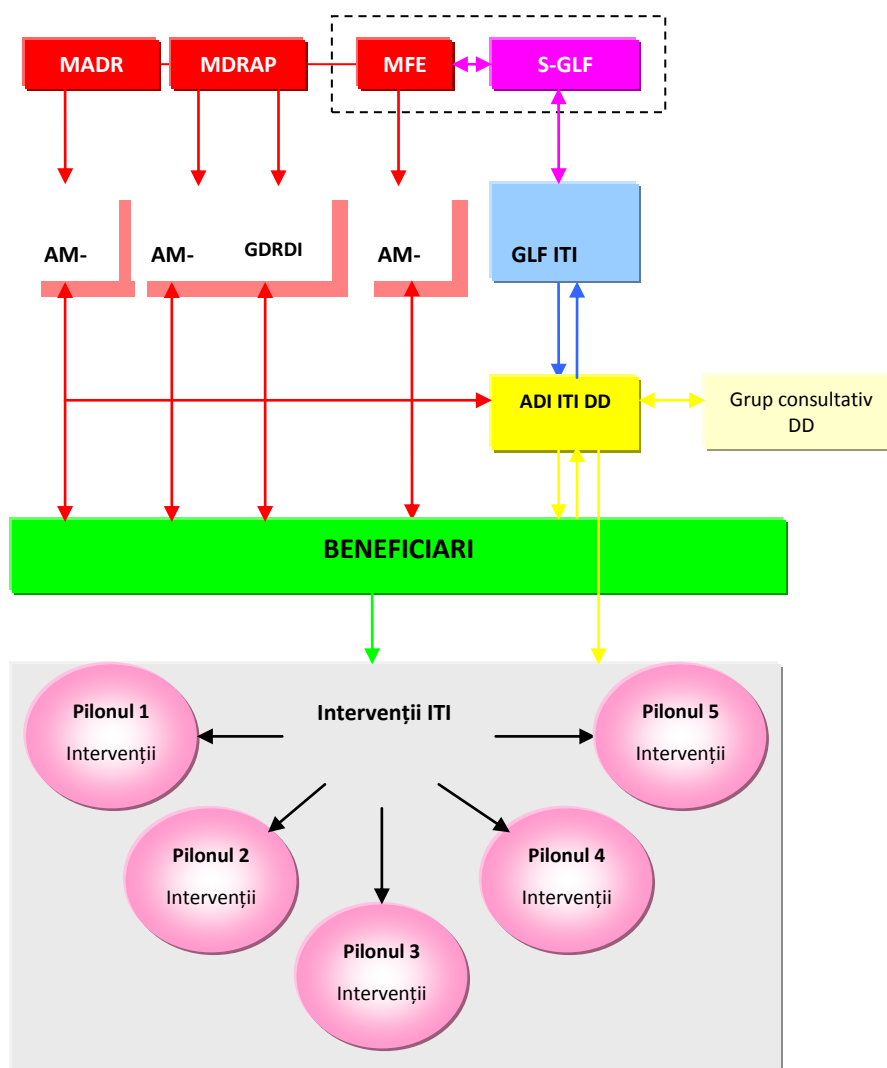 MADR
MDRAP
MFE
S-GLF
AM-
AM-
GDRDI
AM-
GLF ITI
ADI ITI DD
Grup consultativ
DD
BENEFICIARI
Intervenții ITI
Pilonul 1
Intervenții
Pilonul 5
Intervenții
Pilonul 2
Intervenții
Pilonul 4
Intervenții
Pilonul 3
Intervenții